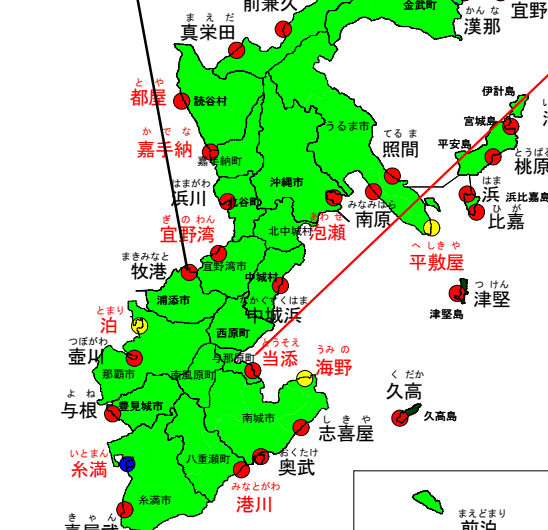 前兼久
金武町
宜野
かんな
漢那
まえだ
真栄田
とや
都屋
読谷村
伊計島
うるま市
宮城島
かでな
嘉手納
嘉手納町
てるま
照間
平安島
とうばる
桃原
はまがわ
浜川
北谷町
沖縄市
みなみはら
南原
はま
浜
浜比嘉島
ひが
比嘉
ぎのわん
宜野湾
北中城村
あわせ
泡瀬
へしきや
平敷屋
まきみなと
牧港
宜野湾市
中城村
なかぐすくはま
中城浜
つけん
津堅
津堅島
浦添市
とまり
泊
西原町
つぼがわ
壺川
与那原町
とうそえ
当添
うみの
海野
那覇市
南風原町
よね
与根
豊見城市
くだか
久高
久高島
南城市
しきや
志喜屋
いとまん
糸満
八重瀬町
おくたけ
奥武
みなとがわ
港川
糸満市
きゃん
喜屋武
まえどまり
前泊